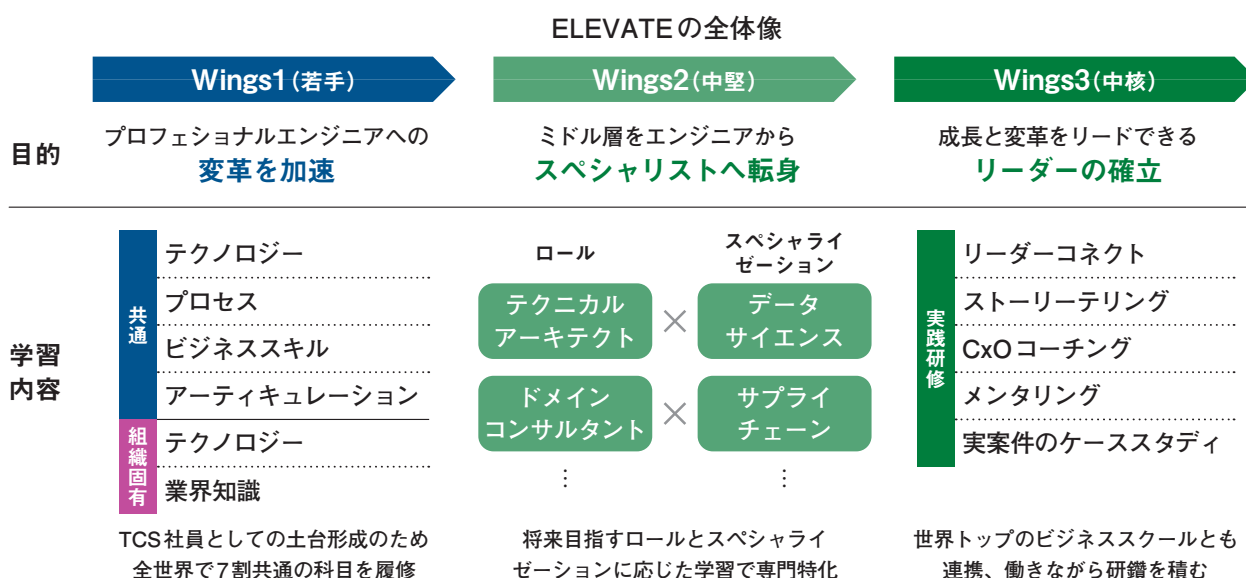 ELEVATEの全体像
Wings1(若手)
Wings2(中堅)
Wings3(中核)
目的
プロフェショナルエンジニアへの
変革を加速
ミドル層をエンジニアから
スペシャリストへ転身
成長と変革をリードできる
リーダーの確立
学習
内容
共通
テクノロジー
プロセス
ビジネススキル
アーティキュレーション
組織固有
テクノロジー
業界知識
TCS社員としての土台形成のため
全世界で7割共通の科目を履修
ロール
スペシャライ
ゼーション
テクニカル
アーキテクト
×
データ
サイエンス
ドメイン
コンサルタント
×
サプライ
チェーン
⋮
⋮
将来目指すロールとスペシャライ
ゼーションに応じた学習で専門特化
実践研修
リーダーコネクト
ストーリーテリング
CxOコーチング
メンタリング
実案件のケーススタディ
世界トップのビジネススクールとも
連携、働きながら研鑽を積む